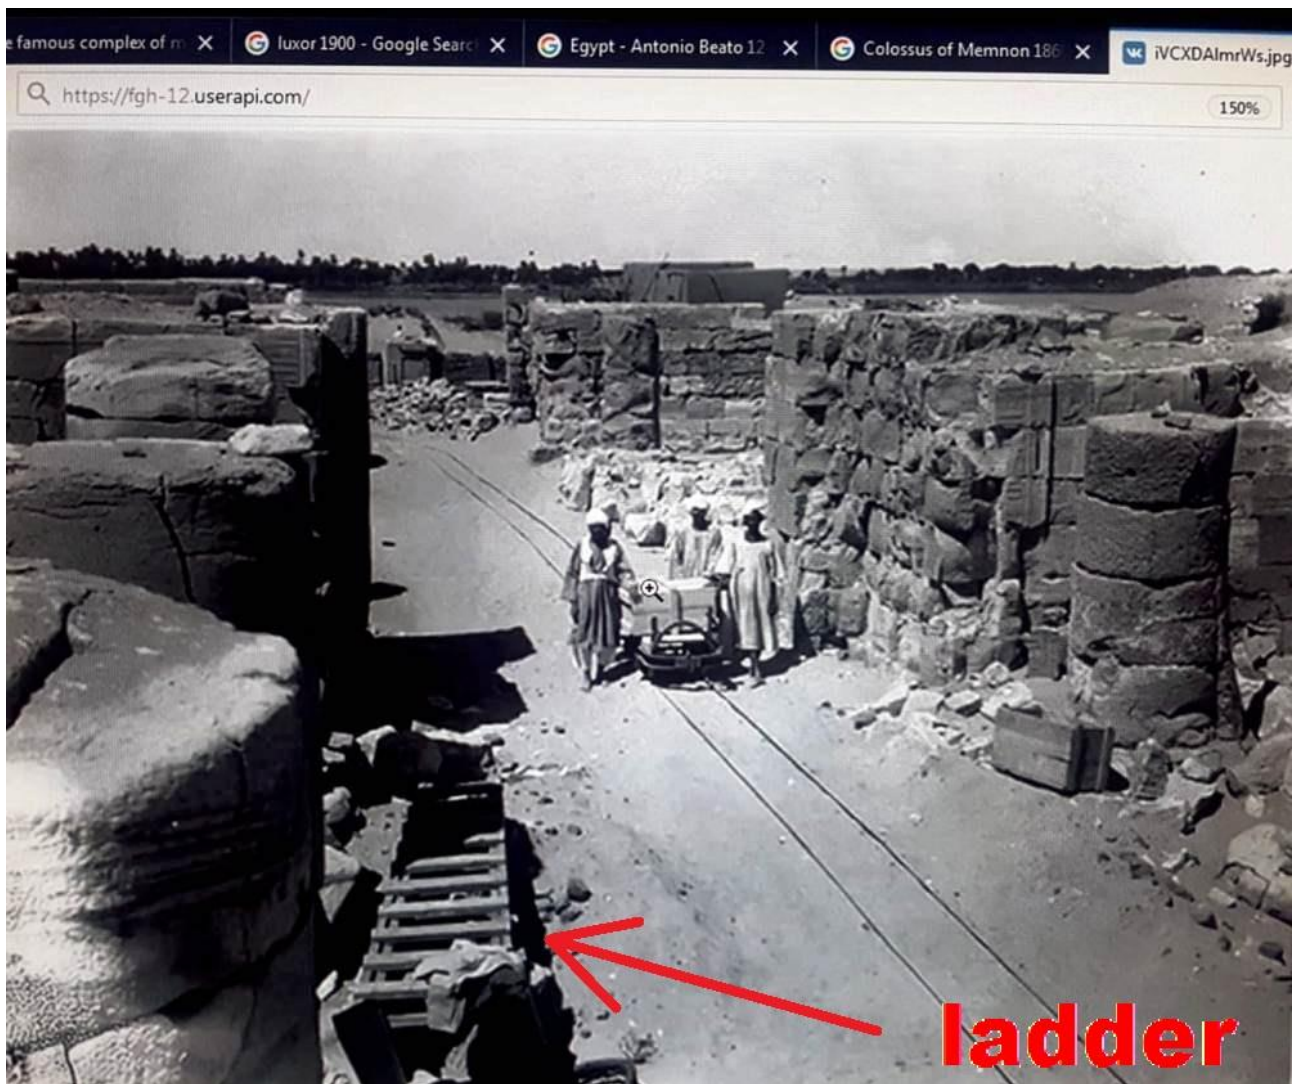 e famous complex of m
luxor 1900 - Google Searc
Egypt - Antonio Beato 12
Colossus of Memnon 186
iVCXDAImrWs.jpg
https://fgh-12.userapi.com/
150%
ladder